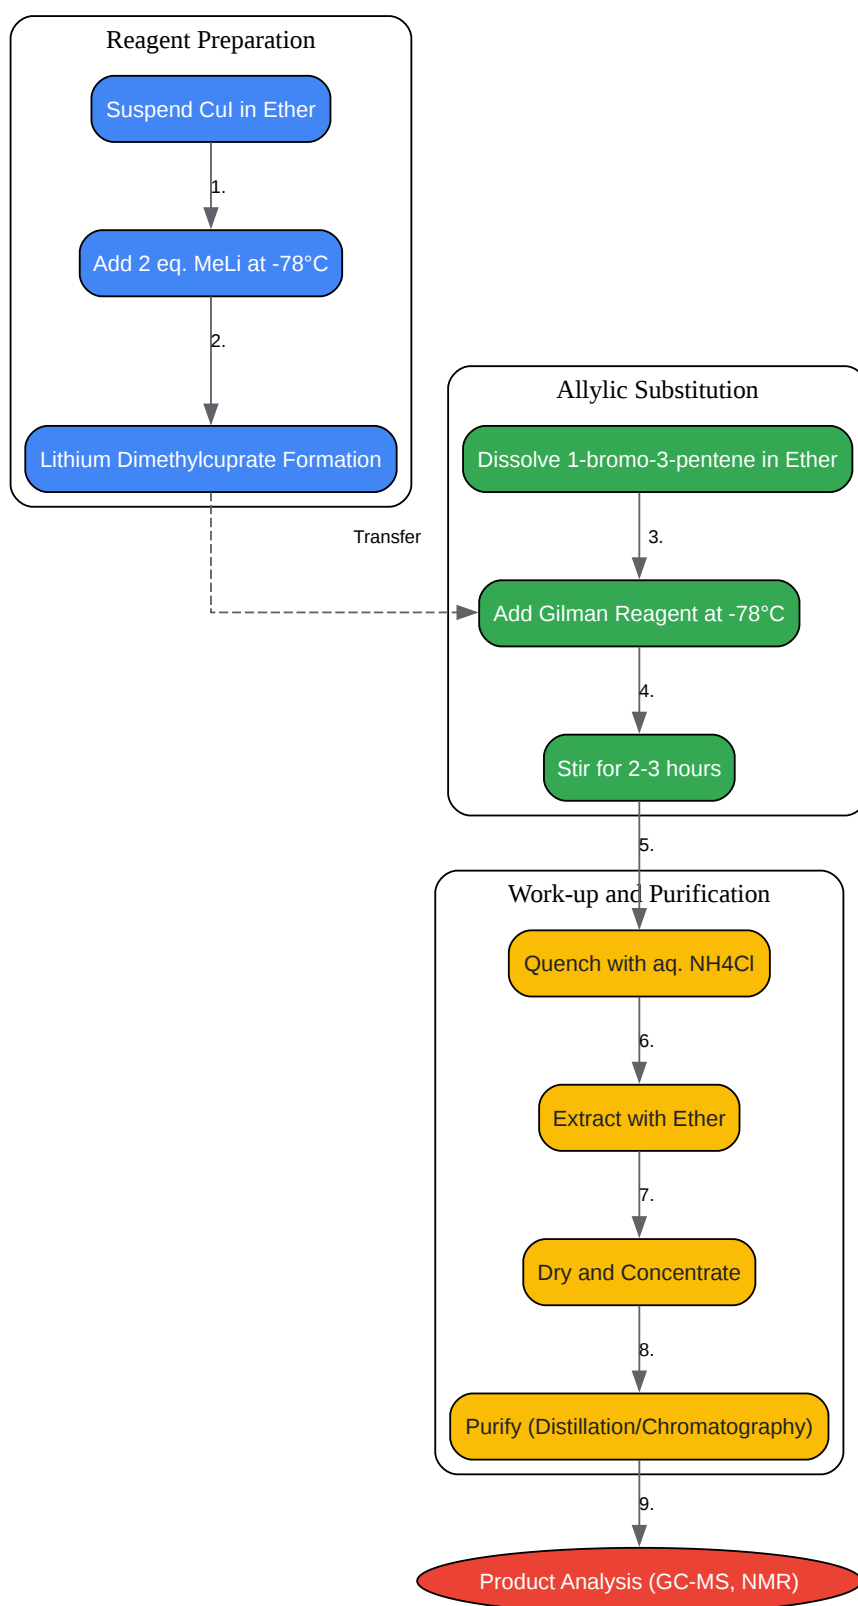 Reagent Preparation
Suspend CuI in Ether
1.
Add 2 eq. MeLi at -78°C
2.
Lithium Dimethylcuprate Formation
Transfer
Allylic Substitution
Dissolve 1-bromo-3-pentene in Ether
3.
Add Gilman Reagent at -78°C
4.
Stir for 2-3 hours
5.
Work-up and Purification
Quench with aq. NH4Cl
6.
Extract with Ether
7.
Dry and Concentrate
8.
Purify (Distillation/Chromatography)
9.
Product Analysis (GC-MS, NMR)